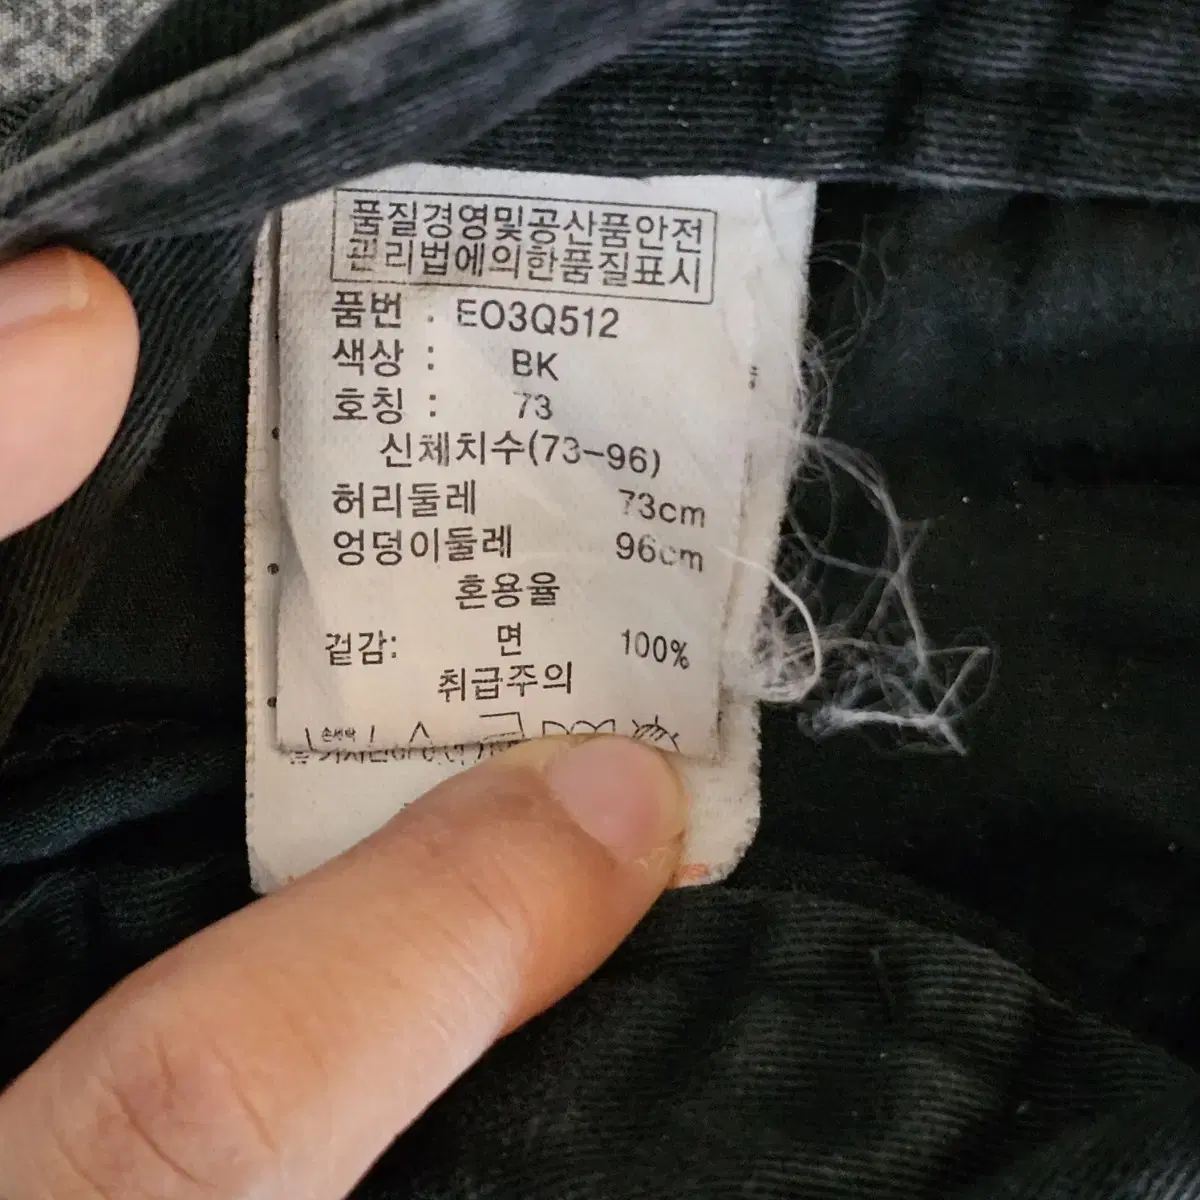 품질경영및공산품안전
관리법에의한품질표시
품번 : EO3Q512
색상 : BK
호칭 : 73
신체치수(73-96)
허리둘레 73cm
엉덩이둘레 96cm
혼용율
겉감: 면 100%
취급주의
손세탁